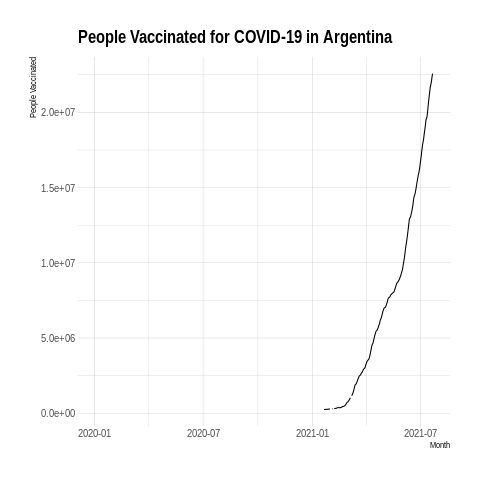 People Vaccinated for COVID-19 in Argentina
People Vaccinated
2.0e+07
1.5e+07
1.0e+07
5.0e+06
0.0e+00
2020-01
2020-07
2021-01
2021-07
Month